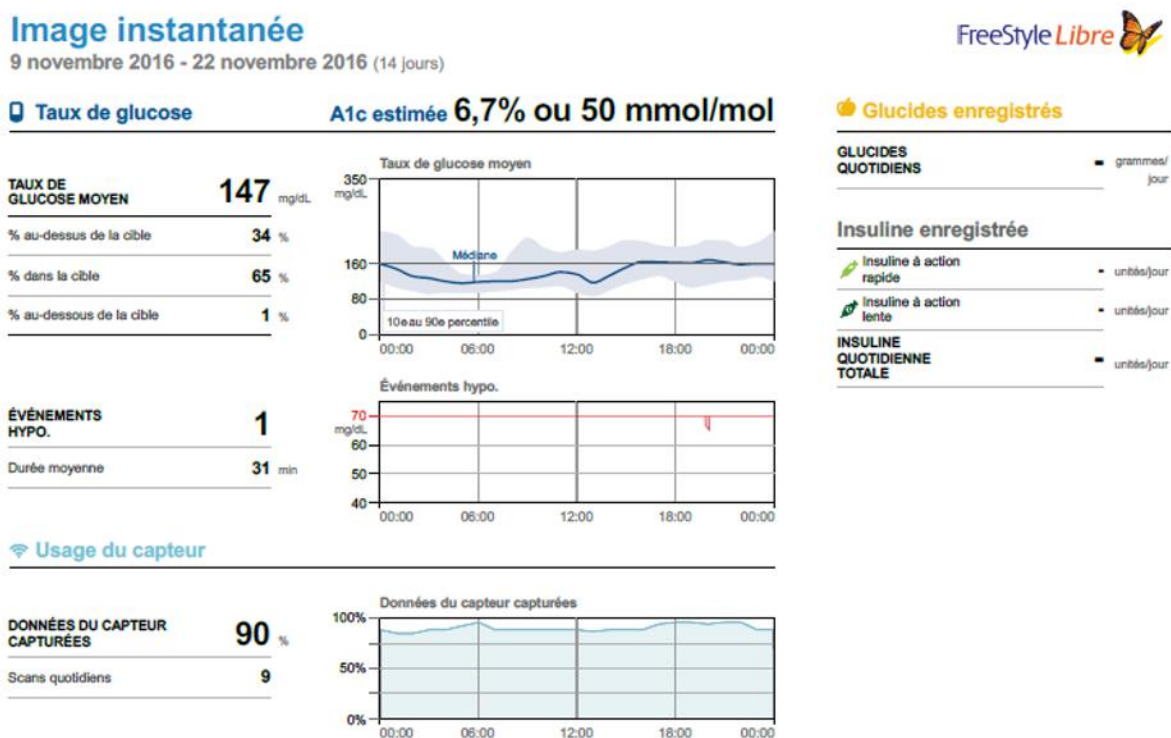 Image instantanée
9 novembre 2016 - 22 novembre 2016 (14 jours)
FreeStyle Libre
Taux de glucose
A1c estimée 6,7% ou 50 mmol/mol
TAUX DE
GLUCOSE MOYEN 147 mg/dL
% au-dessus de la cible 34 %
% dans la cible 65 %
% au-dessous de la cible 1 %
Taux de glucose moyen
350
mg/dL
160
80
0
Médiane
10e au 90e percentile
00:00 06:00 12:00 18:00 00:00
ÉVÉNEMENTS
HYPO. 1
Durée moyenne 31 min
Événements hypo.
70
mg/dL
60
50
40
00:00 06:00 12:00 18:00 00:00
Usage du capteur
DONNÉES DU CAPTEUR
CAPTURÉES 90 %
Scans quotidiens 9
Données du capteur capturées
100%
50%
0%
00:00 06:00 12:00 18:00 00:00
Glucides enregistrés
GLUCIDES
QUOTIDIENS - grammes/
jour
Insuline enregistrée
Insuline à action
rapide - unités/jour
Insuline à action
lente - unités/jour
INSULINE
QUOTIDIENNE
TOTALE - unités/jour